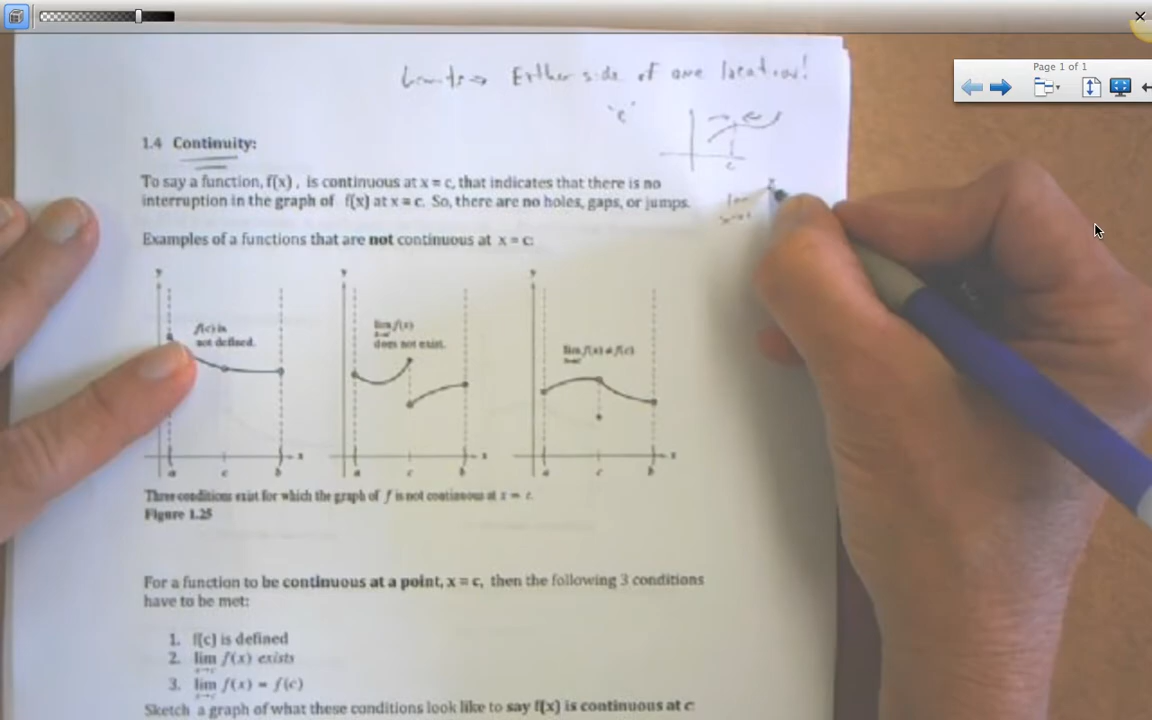 Page 1 of 1
Limits → Either side of one location!
'c'
c
1.4 Continuity:
To say a function, f(x) , is continuous at x = c, that indicates that there is no
interruption in the graph of f(x) at x = c. So, there are no holes, gaps, or jumps.
Examples of a functions that are not continuous at x = c:
y y y
f(c) is
not defined.
lim f(x)
does not exist.
lim f(x) ≠ f(c)
a c b x
a c b x
a c b x
Three conditions exist for which the graph of f is not continuous at x = c.
Figure 1.25
For a function to be continuous at a point, x = c, then the following 3 conditions
have to be met:
1. f(c) is defined
2. lim f(x) exists
x→c
3. lim f(x) = f(c)
x→c
Sketch a graph of what these conditions look like to say f(x) is continuous at c